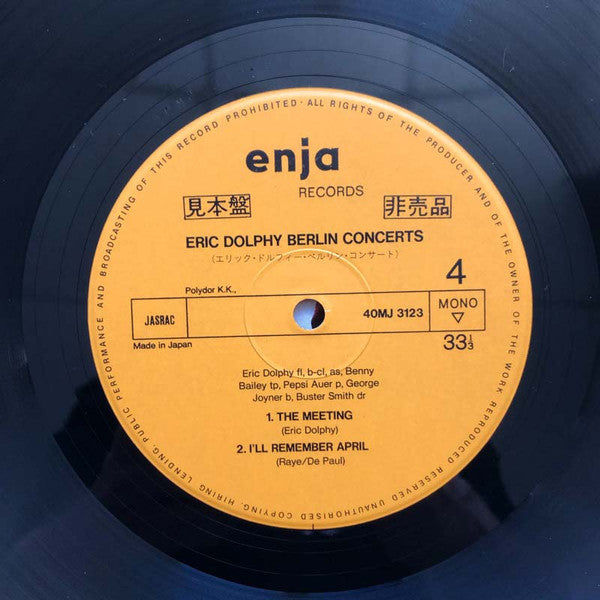 PUBLIC PERFORMANCE AND BROADCASTING OF THIS RECORD PROHIBITED · ALL RIGHTS OF THE PRODUCER AND OF THE OWNER OF THE WORK REPRODUCED RESERVED UNAUTHORISED COPYING, HIRING, LENDING,
enja
RECORDS
見本盤 非売品
ERIC DOLPHY BERLIN CONCERTS
(エリック・ドルフィー・ベルリン・コンサート)
4
Polydor K.K.,
JASRAC 40MJ 3123 MONO
Made in Japan 33⅓
Eric Dolphy fl, b-cl, as, Benny
Bailey tp, Pepsi Auer p, George
Joyner b, Buster Smith dr
1. THE MEETING
(Eric Dolphy)
2. I'LL REMEMBER APRIL
(Raye/De Paul)